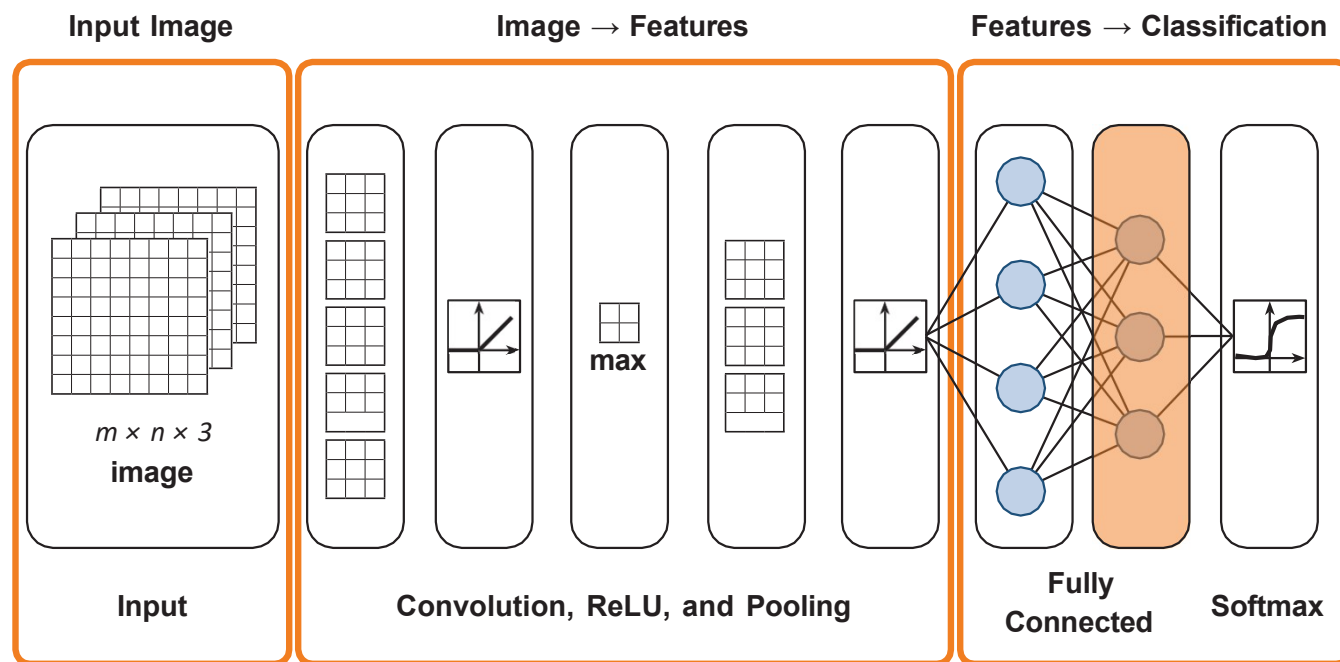 Input Image
Image → Features
Features → Classification
max
m × n × 3
image
Input
Convolution, ReLU, and Pooling
Fully
Connected
Softmax